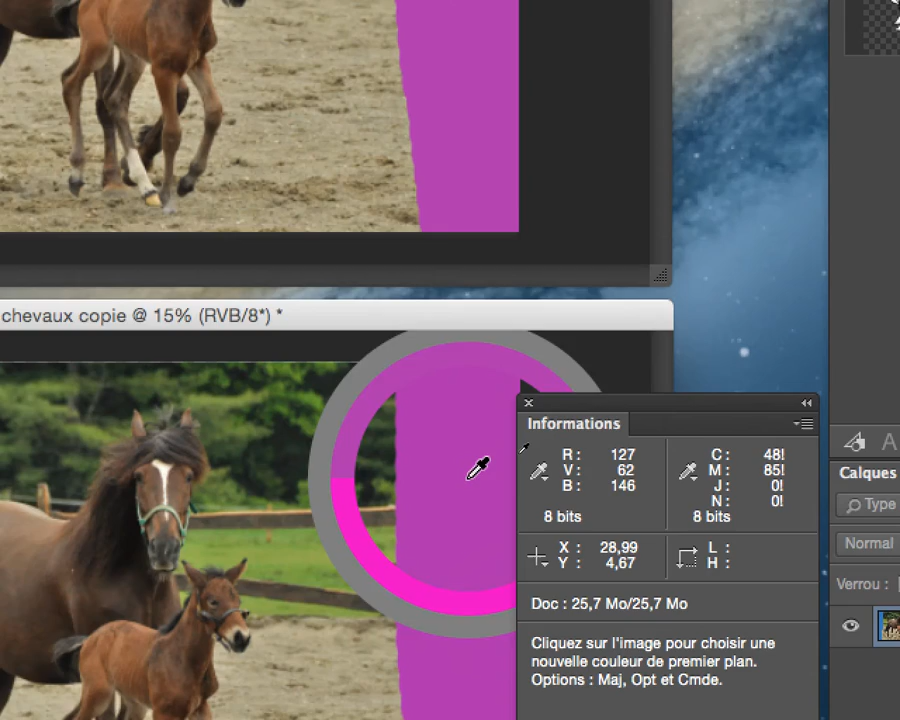 chevaux copie @ 15% (RVB/8*) *
Informations
R : 127
V : 62
B : 146
8 bits
C : 48!
M : 85!
J : 0!
N : 0!
8 bits
X : 28,99
Y : 4,67
L :
H :
Doc : 25,7 Mo/25,7 Mo
Cliquez sur l'image pour choisir une
nouvelle couleur de premier plan.
Options : Maj, Opt et Cmde.
A
Calques
Type
Normal
Verrou :